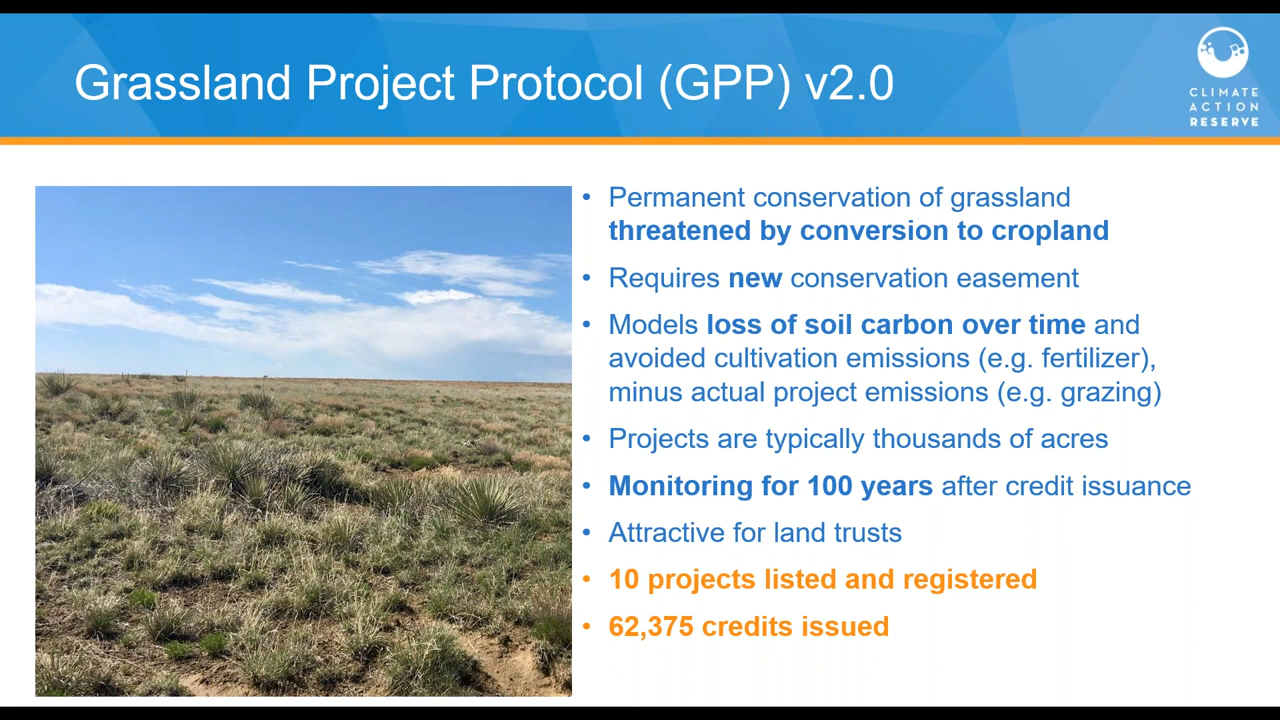 Grassland Project Protocol (GPP) v2.0
CLIMATE
ACTION
RESERVE
• Permanent conservation of grassland
threatened by conversion to cropland
• Requires new conservation easement
• Models loss of soil carbon over time and
avoided cultivation emissions (e.g. fertilizer),
minus actual project emissions (e.g. grazing)
• Projects are typically thousands of acres
• Monitoring for 100 years after credit issuance
• Attractive for land trusts
• 10 projects listed and registered
• 62,375 credits issued